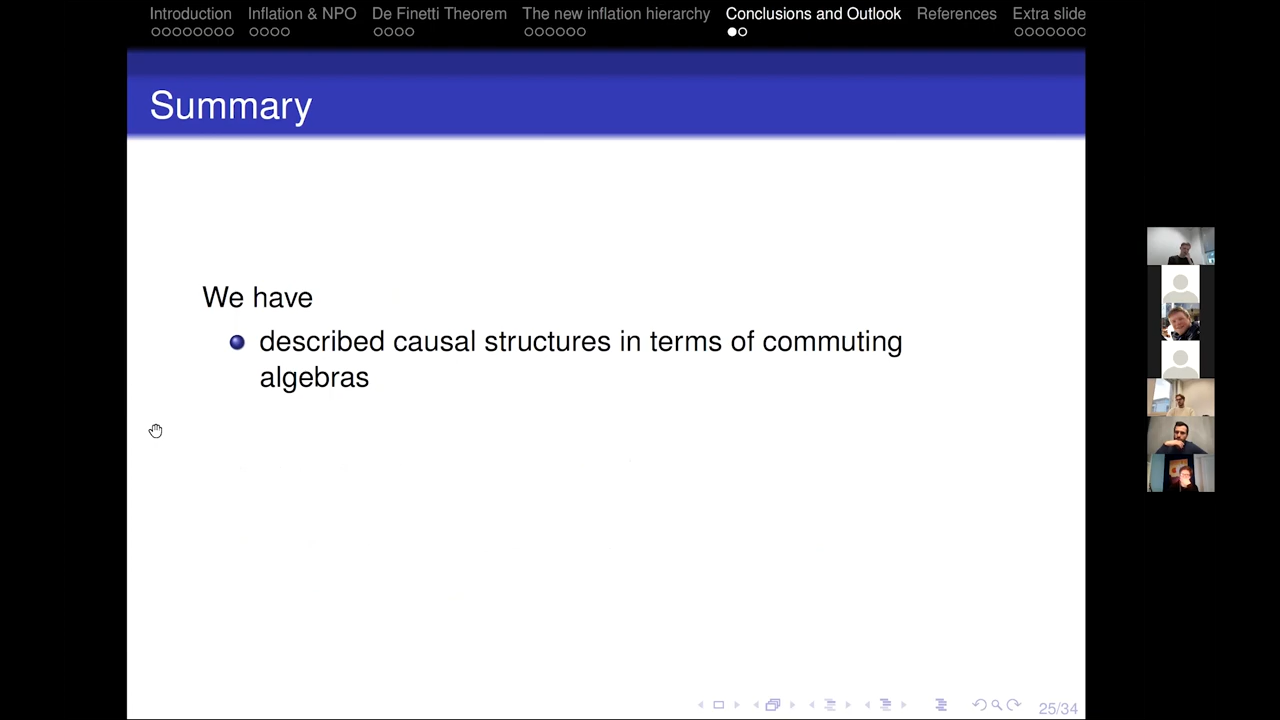 Introduction Inflation & NPO De Finetti Theorem The new inflation hierarchy Conclusions and Outlook References Extra slide
Summary
We have
described causal structures in terms of commuting
algebras
25/34